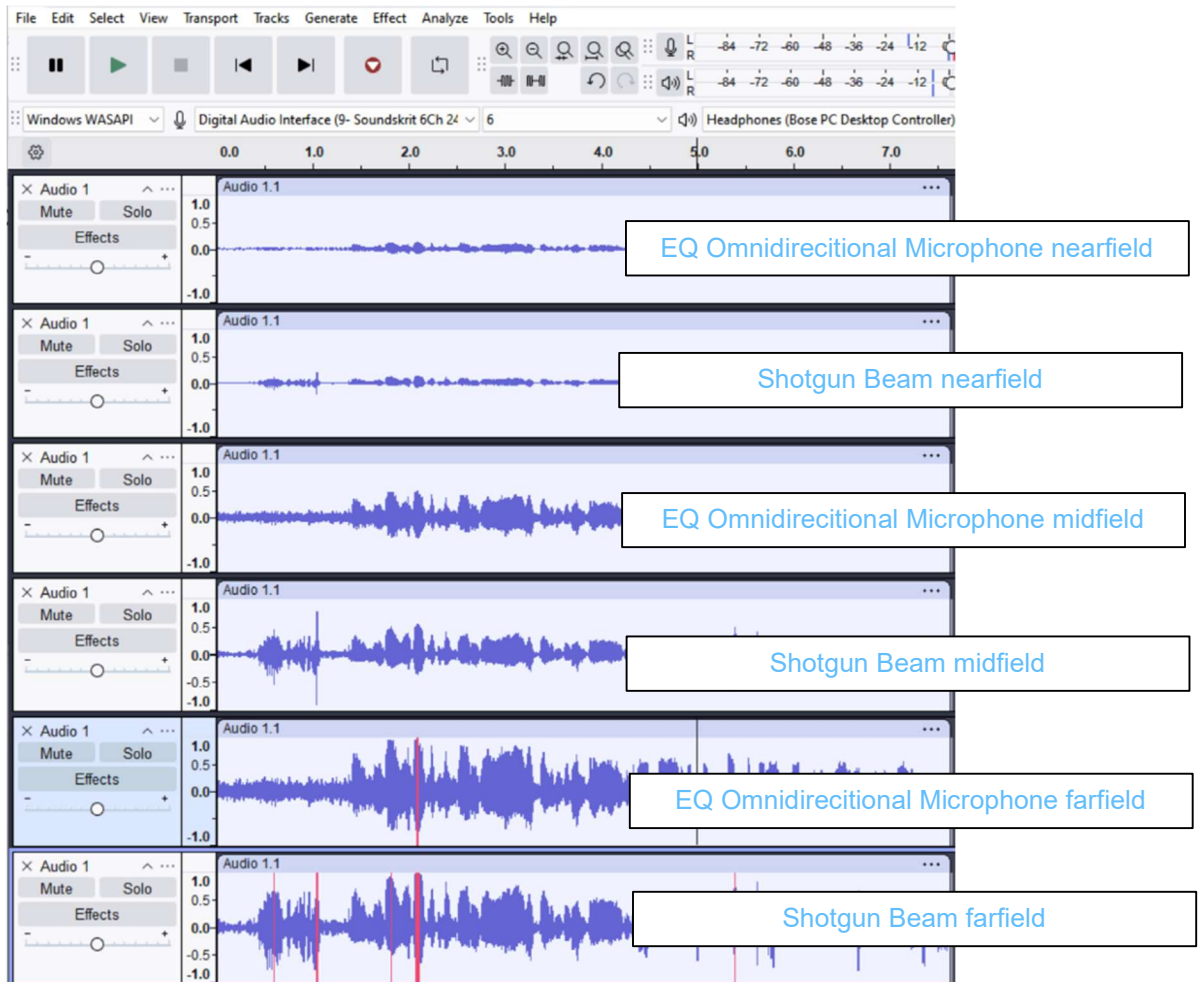 File Edit Select View Transport Tracks Generate Effect Analyze Tools Help
L
R
-84 -72 -60 -48 -36 -24 -12
L
R
-84 -72 -60 -48 -36 -24 -12
Windows WASAPI Digital Audio Interface (9- Soundskrit 6Ch 24 6 Headphones (Bose PC Desktop Controller)
0.0 1.0 2.0 3.0 4.0 5.0 6.0 7.0
Audio 1 ... Audio 1.1 ...
Mute Solo
Effects
- +
1.0
0.5
0.0
-1.0
EQ Omnidirecitional Microphone nearfield
Audio 1 ... Audio 1.1 ...
Mute Solo
Effects
- +
1.0
0.5
0.0
-1.0
Shotgun Beam nearfield
Audio 1 ... Audio 1.1 ...
Mute Solo
Effects
- +
1.0
0.5
0.0
-1.0
EQ Omnidirecitional Microphone midfield
Audio 1 ... Audio 1.1 ...
Mute Solo
Effects
- +
1.0
0.5
0.0
-0.5
-1.0
Shotgun Beam midfield
Audio 1 ... Audio 1.1 ...
Mute Solo
Effects
- +
1.0
0.5
0.0
-1.0
EQ Omnidirecitional Microphone farfield
Audio 1 ... Audio 1.1 ...
Mute Solo
Effects
- +
1.0
0.5
0.0
-0.5
-1.0
Shotgun Beam farfield